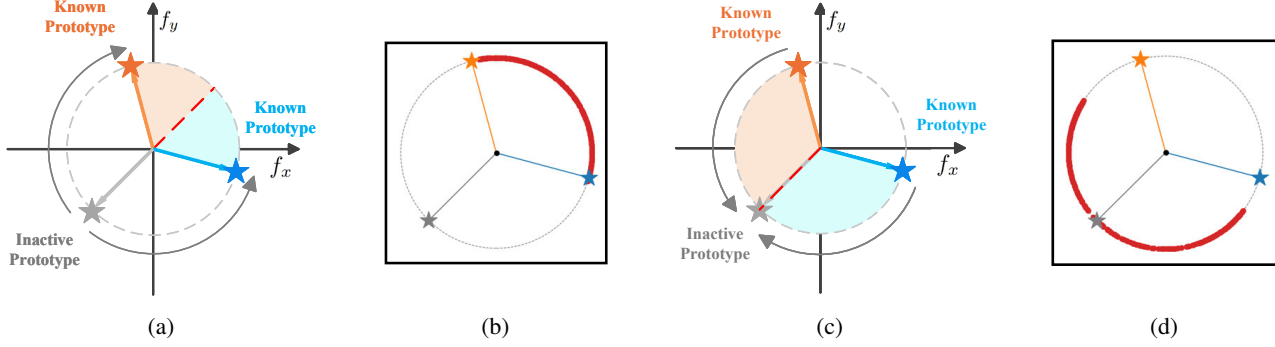 Known
Prototype
f_y
Known
Prototype
f_x
Inactive
Prototype
(a)
(b)
Known
Prototype
f_y
Known
Prototype
f_x
Inactive
Prototype
(c)
(d)